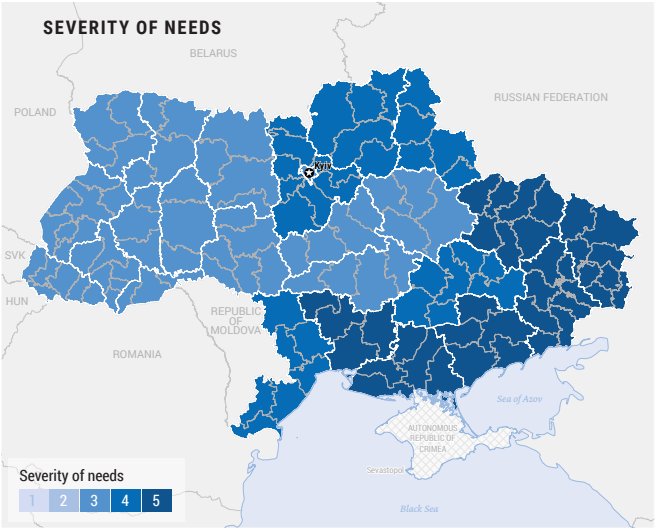 SEVERITY OF NEEDS
BELARUS
RUSSIAN FEDERATION
POLAND
Kyiv
SVK
HUN
REPUBLIC
OF
MOLDOVA
ROMANIA
Sea of Azov
AUTONOMOUS
REPUBLIC OF
CRIMEA
Sevastopol
Black Sea
Severity of needs
1 2 3 4 5